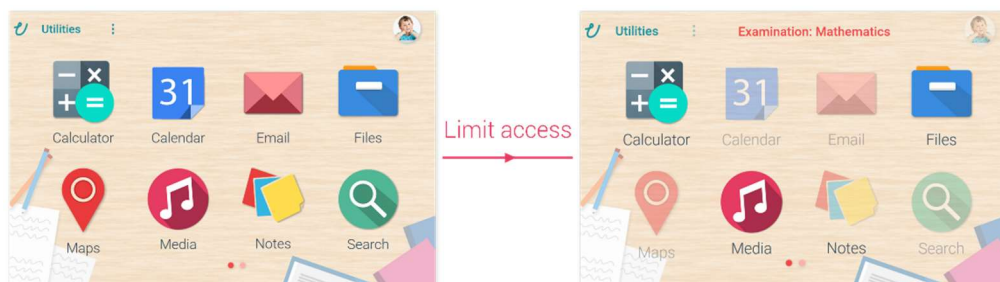 Utilities
Calculator Calendar Email Files
31
Maps Media Notes Search
Limit access
Utilities Examination: Mathematics
31
Calculator Calendar Email Files
Maps Media Notes Search